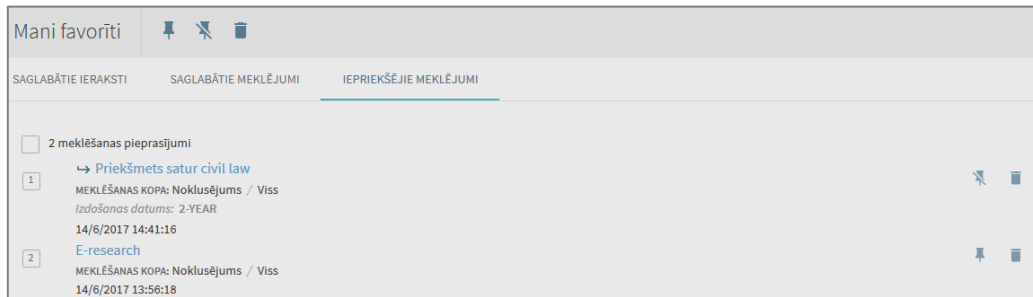 Mani favorīti
SAGLABĀTIE IERAKSTI SAGLABĀTIE MEKLĒJUMI IEPRIEKŠĒJIE MEKLĒJUMI
2 meklēšanas pieprasījumi
1 ↪ Priekšmets satur civil law
MEKLĒŠANAS KOPA: Noklusējums / Viss
Izdošanas datums: 2-YEAR
14/6/2017 14:41:16
2 E-research
MEKLĒŠANAS KOPA: Noklusējums / Viss
14/6/2017 13:56:18